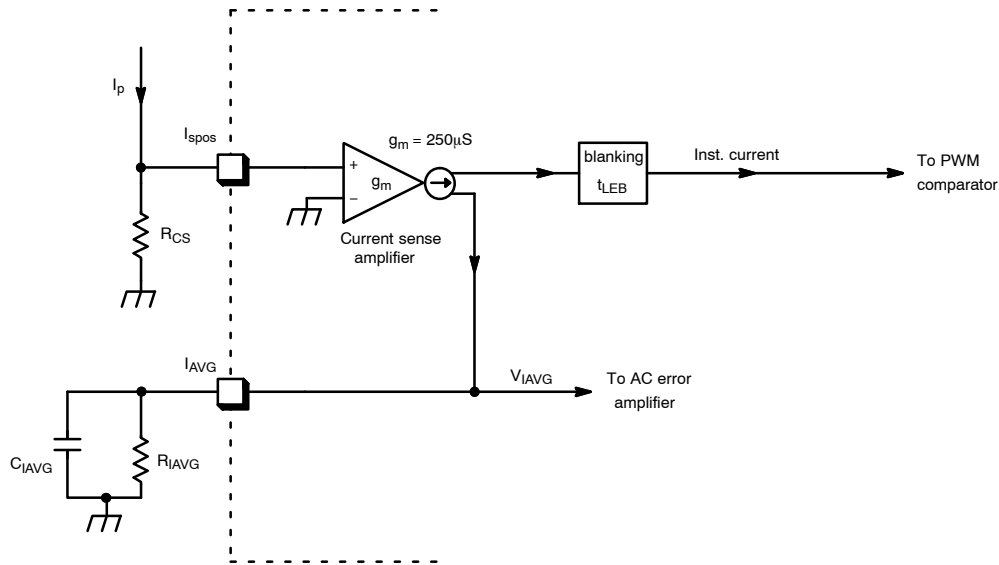 Ip
Ispos
gm = 250μS
+
gm
−
Current sense
amplifier
blanking
tLEB
Inst. current
To PWM
comparator
RCS
IAVG
VIAVG
To AC error
amplifier
CIAVG
RIAVG